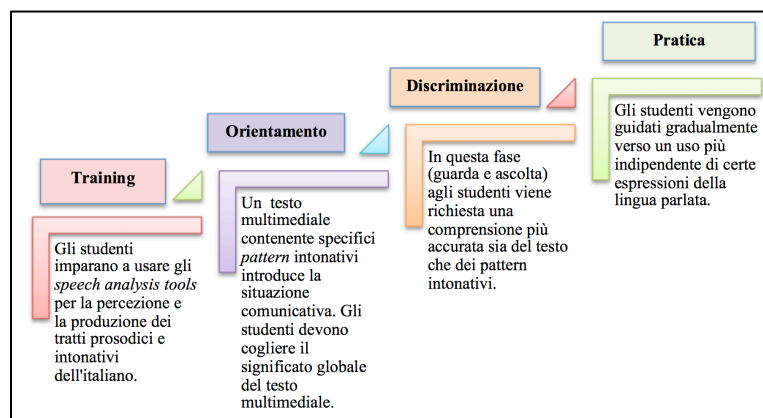 Training
Gli studenti
imparano a usare gli
speech analysis tools
per la percezione e
la produzione dei
tratti prosodici e
intonativi
dell'italiano.
Orientamento
Un testo
multimediale
contenente specifici
pattern intonativi
introduce la
situazione
comunicativa. Gli
studenti devono
cogliere il
significato globale
del testo
multimediale.
Discriminazione
In questa fase
(guarda e ascolta)
agli studenti viene
richiesta una
comprensione più
accurata sia del testo
che dei pattern
intonativi.
Pratica
Gli studenti vengono
guidati gradualmente
verso un uso più
indipendente di certe
espressioni della
lingua parlata.